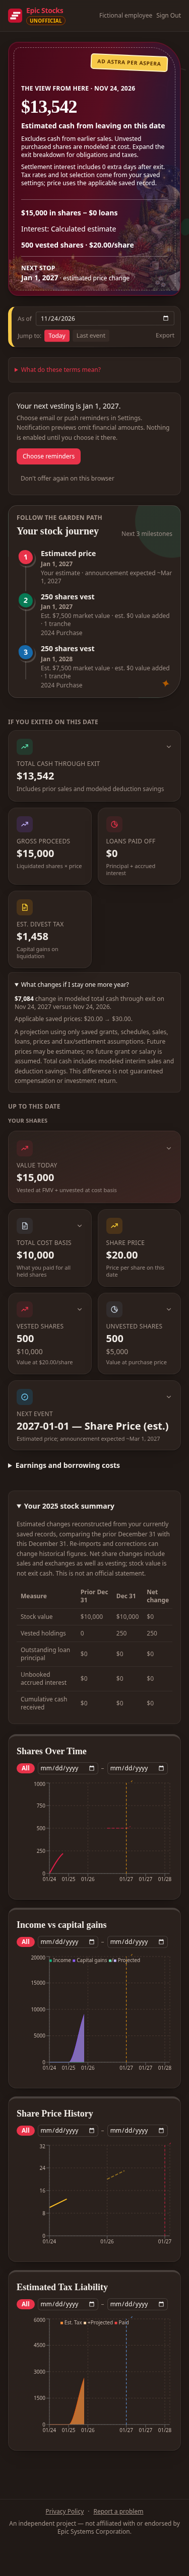 Epic Stocks
UNOFFICIAL
Fictional employee Sign Out
AD ASTRA PER ASPERA
THE VIEW FROM HERE · NOV 24, 2026
$13,542
Estimated cash from leaving on this date
Excludes cash from earlier sales. Unvested
purchased shares are modeled at cost. Expand the
exit breakdown for obligations and taxes.
Settlement interest includes 0 extra days after exit.
Tax rates and lot selection come from your saved
settings; price uses the applicable saved record.
$15,000 in shares − $0 loans
Interest: Calculated estimate
500 vested shares · $20.00/share
NEXT STOP
Jan 1, 2027 · estimated price change
As of 11/24/2026
Jump to: Today Last event Export
▸ What do these terms mean?
Your next vesting is Jan 1, 2027.
Choose email or push reminders in Settings.
Notification previews omit financial amounts. Nothing
is enabled until you choose it there.
Choose reminders
Don't offer again on this browser
FOLLOW THE GARDEN PATH
Your stock journey
Next 3 milestones
1
Estimated price
Jan 1, 2027
Your estimate · announcement expected ~Mar
1, 2027
2
250 shares vest
Jan 1, 2027
Est. $7,500 market value · est. $0 value added
· 1 tranche
2024 Purchase
3
250 shares vest
Jan 1, 2028
Est. $7,500 market value · est. $0 value added
· 1 tranche
2024 Purchase
IF YOU EXITED ON THIS DATE
TOTAL CASH THROUGH EXIT
$13,542
Includes prior sales and modeled deduction savings
GROSS PROCEEDS
$15,000
Liquidated shares × price
LOANS PAID OFF
$0
Principal + accrued
interest
EST. DIVEST TAX
$1,458
Capital gains on
liquidation
▾ What changes if I stay one more year?
$7,084 change in modeled total cash through exit on
Nov 24, 2027 versus Nov 24, 2026.
Applicable saved prices: $20.00 → $30.00.
A projection using only saved grants, schedules, sales,
loans, prices and tax/settlement assumptions. Future
prices may be estimates; no future grant or salary is
assumed. Total cash includes modeled interim sales and
deduction savings. This difference is not guaranteed
compensation or investment return.
UP TO THIS DATE
YOUR SHARES
VALUE TODAY
$15,000
Vested at FMV + unvested at cost basis
TOTAL COST BASIS
$10,000
What you paid for all
held shares
SHARE PRICE
$20.00
Price per share on this
date
VESTED SHARES
500
$10,000
Value at $20.00/share
UNVESTED SHARES
500
$5,000
Value at purchase price
NEXT EVENT
2027-01-01 — Share Price (est.)
Estimated price; announcement expected ~Mar 1, 2027
▸ Earnings and borrowing costs
▾ Your 2025 stock summary
Estimated changes reconstructed from your currently
saved records, comparing the prior December 31 with
this December 31. Re-imports and corrections can
change historical figures. Net share changes include
sales and exchanges as well as vesting; stock value is
not exit cash. This is not an official statement.
Measure Prior Dec 31 Dec 31 Net change
Stock value $10,000 $10,000 $0
Vested holdings 0 250 250
Outstanding loan principal $0 $0 $0
Unbooked accrued interest $0 $0 $0
Cumulative cash received $0 $0 $0
Shares Over Time
All mm/dd/yyyy – mm/dd/yyyy
1000
750
500
250
0
01/24 01/25 01/26 01/27 01/27 01/28
Income vs capital gains
All mm/dd/yyyy – mm/dd/yyyy
Income Capital gains Projected
20000
15000
10000
5000
0
01/24 01/25 01/26 01/27 01/27 01/28
Share Price History
All mm/dd/yyyy – mm/dd/yyyy
32
24
16
8
0
01/24 01/26 01/27
Estimated Tax Liability
All mm/dd/yyyy – mm/dd/yyyy
Est. Tax Projected Paid
6000
4500
3000
1500
0
01/24 01/25 01/26 01/27 01/27 01/28
Privacy Policy · Report a problem
An independent project — not affiliated with or endorsed by
Epic Systems Corporation.